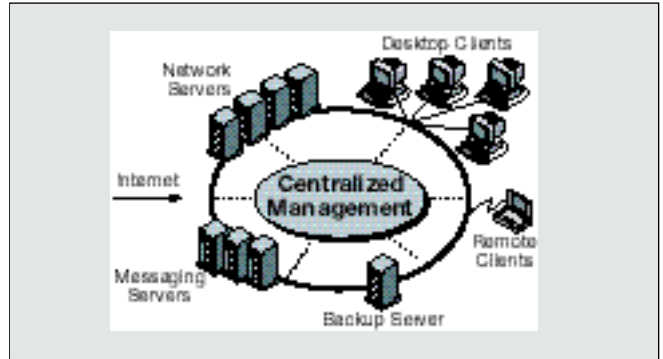 Desktop Clients
Network
Servers
Internet
Centralized
Management
Remote
Clients
Messaging
Servers
Backup Server